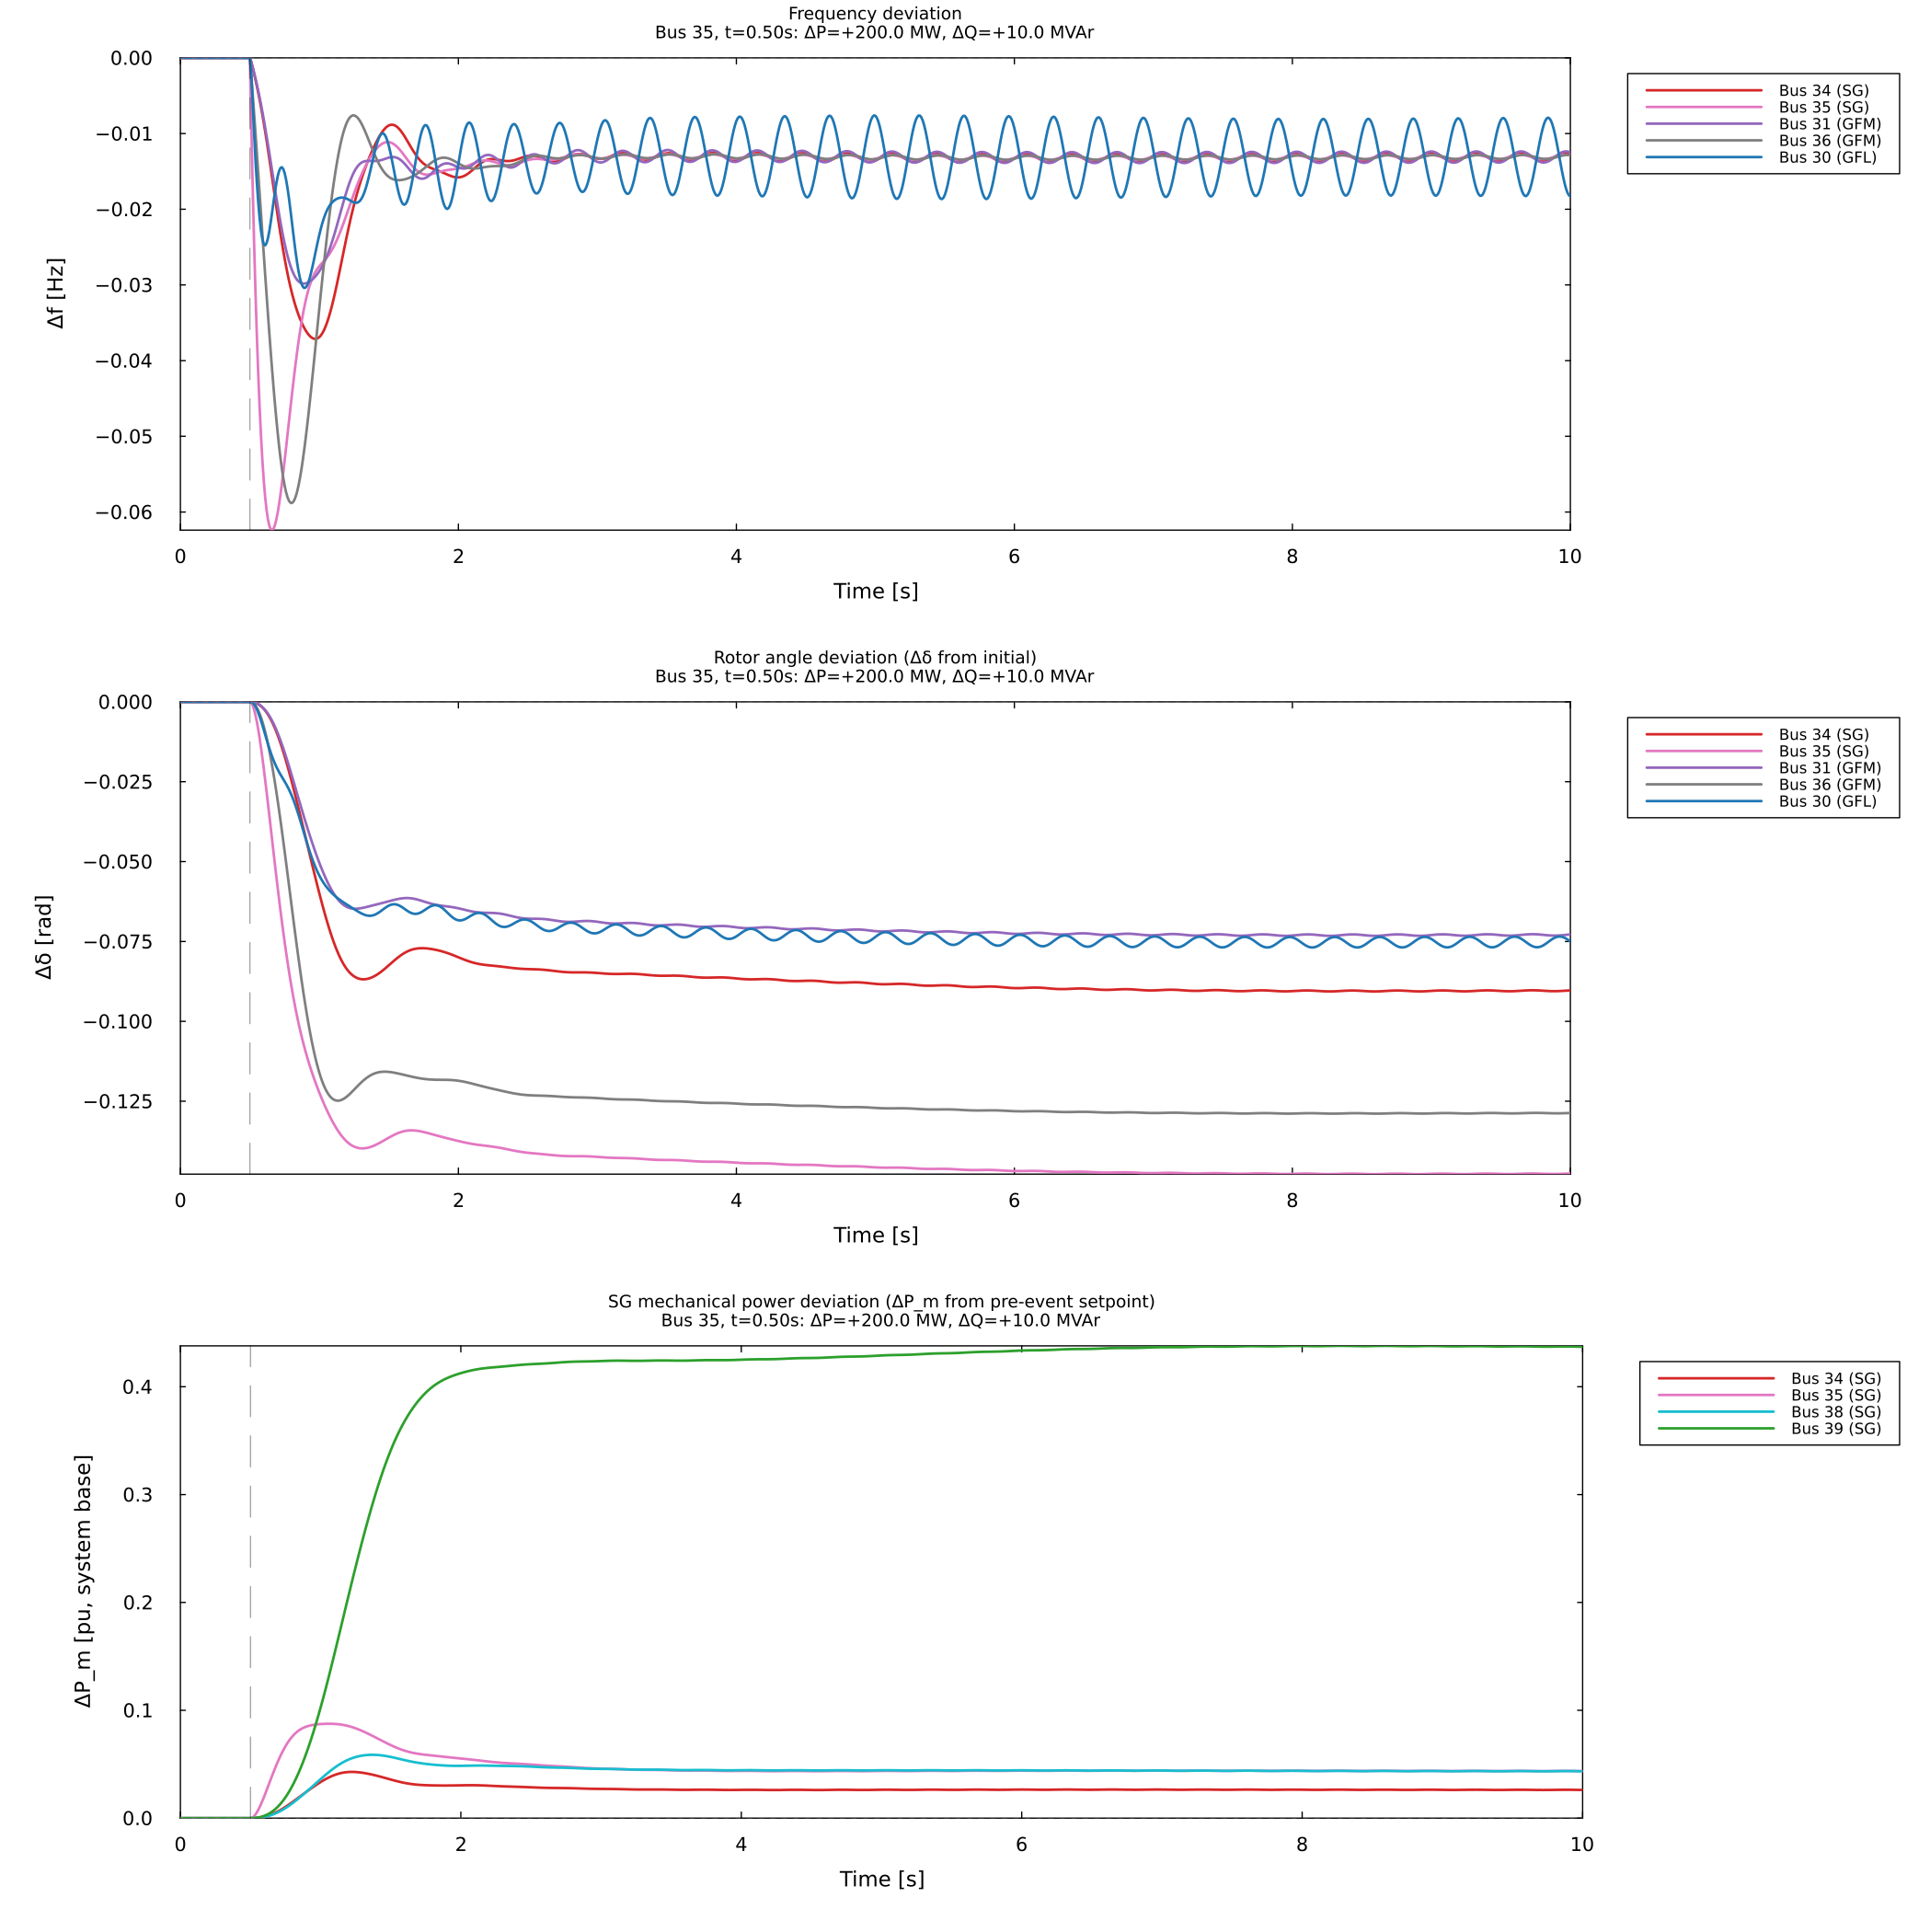 Frequency deviation
Bus 35, t=0.50s: ΔP=+200.0 MW, ΔQ=+10.0 MVAr
0.00
−0.01
−0.02
−0.03
−0.04
−0.05
−0.06
Δf [Hz]
0 2 4 6 8 10
Time [s]
Bus 34 (SG)
Bus 35 (SG)
Bus 31 (GFM)
Bus 36 (GFM)
Bus 30 (GFL)
Rotor angle deviation (Δδ from initial)
Bus 35, t=0.50s: ΔP=+200.0 MW, ΔQ=+10.0 MVAr
0.000
−0.025
−0.050
−0.075
−0.100
−0.125
Δδ [rad]
0 2 4 6 8 10
Time [s]
Bus 34 (SG)
Bus 35 (SG)
Bus 31 (GFM)
Bus 36 (GFM)
Bus 30 (GFL)
SG mechanical power deviation (ΔP_m from pre-event setpoint)
Bus 35, t=0.50s: ΔP=+200.0 MW, ΔQ=+10.0 MVAr
0.4
0.3
0.2
0.1
0.0
ΔP_m [pu, system base]
0 2 4 6 8 10
Time [s]
Bus 34 (SG)
Bus 35 (SG)
Bus 38 (SG)
Bus 39 (SG)